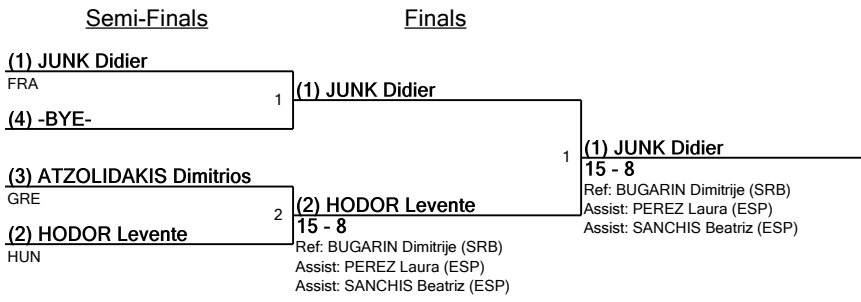 Semi-Finals
Finals
(1) JUNK Didier
FRA
(4) -BYE-
1
(1) JUNK Didier
(3) ATZOLIDAKIS Dimitrios
GRE
(2) HODOR Levente
HUN
2
(2) HODOR Levente
15 - 8
Ref: BUGARIN Dimitrije (SRB)
Assist: PEREZ Laura (ESP)
Assist: SANCHIS Beatriz (ESP)
1
(1) JUNK Didier
15 - 8
Ref: BUGARIN Dimitrije (SRB)
Assist: PEREZ Laura (ESP)
Assist: SANCHIS Beatriz (ESP)